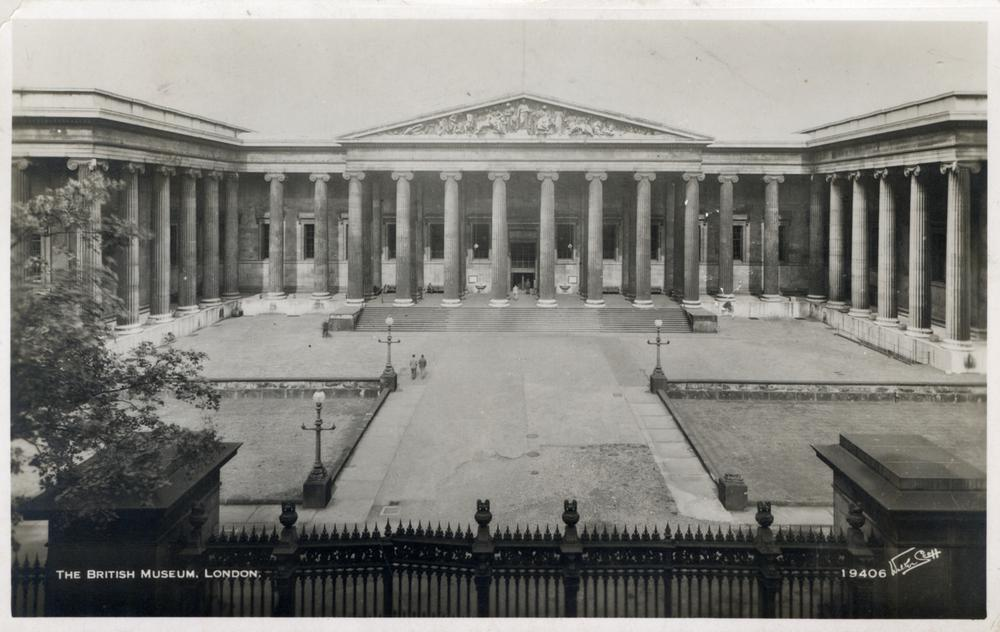 THE BRITISH MUSEUM, LONDON.
19406